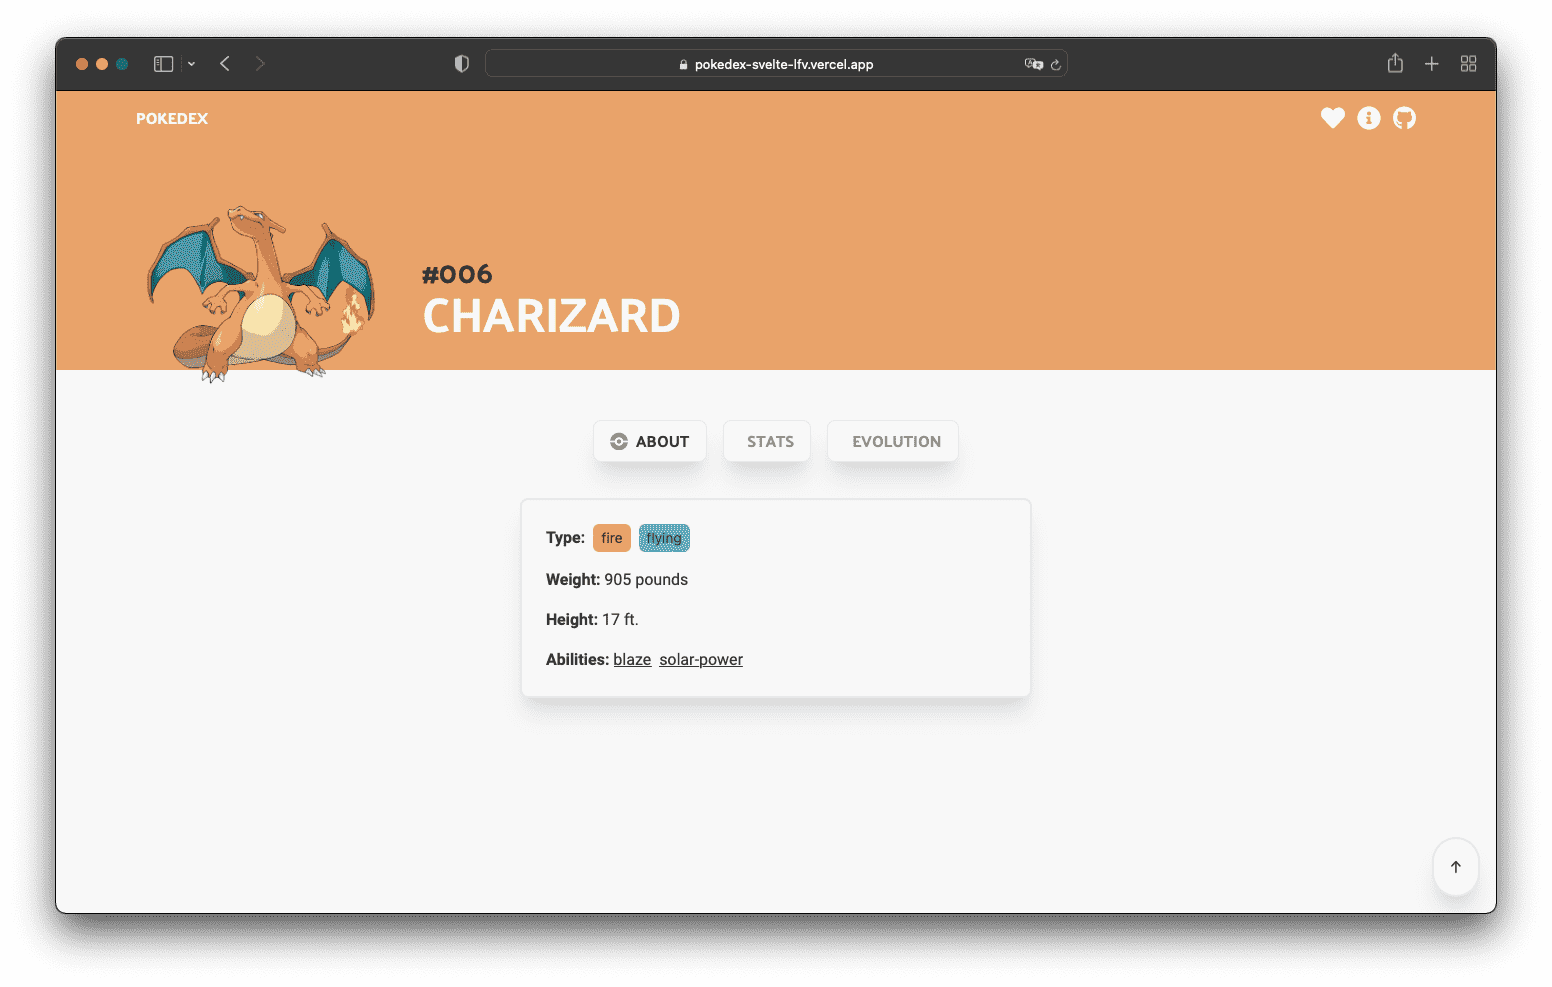 pokedex-svelte-lfv.vercel.app
POKEDEX
#006
CHARIZARD
ABOUT STATS EVOLUTION
Type: fire flying
Weight: 905 pounds
Height: 17 ft.
Abilities: blaze solar-power